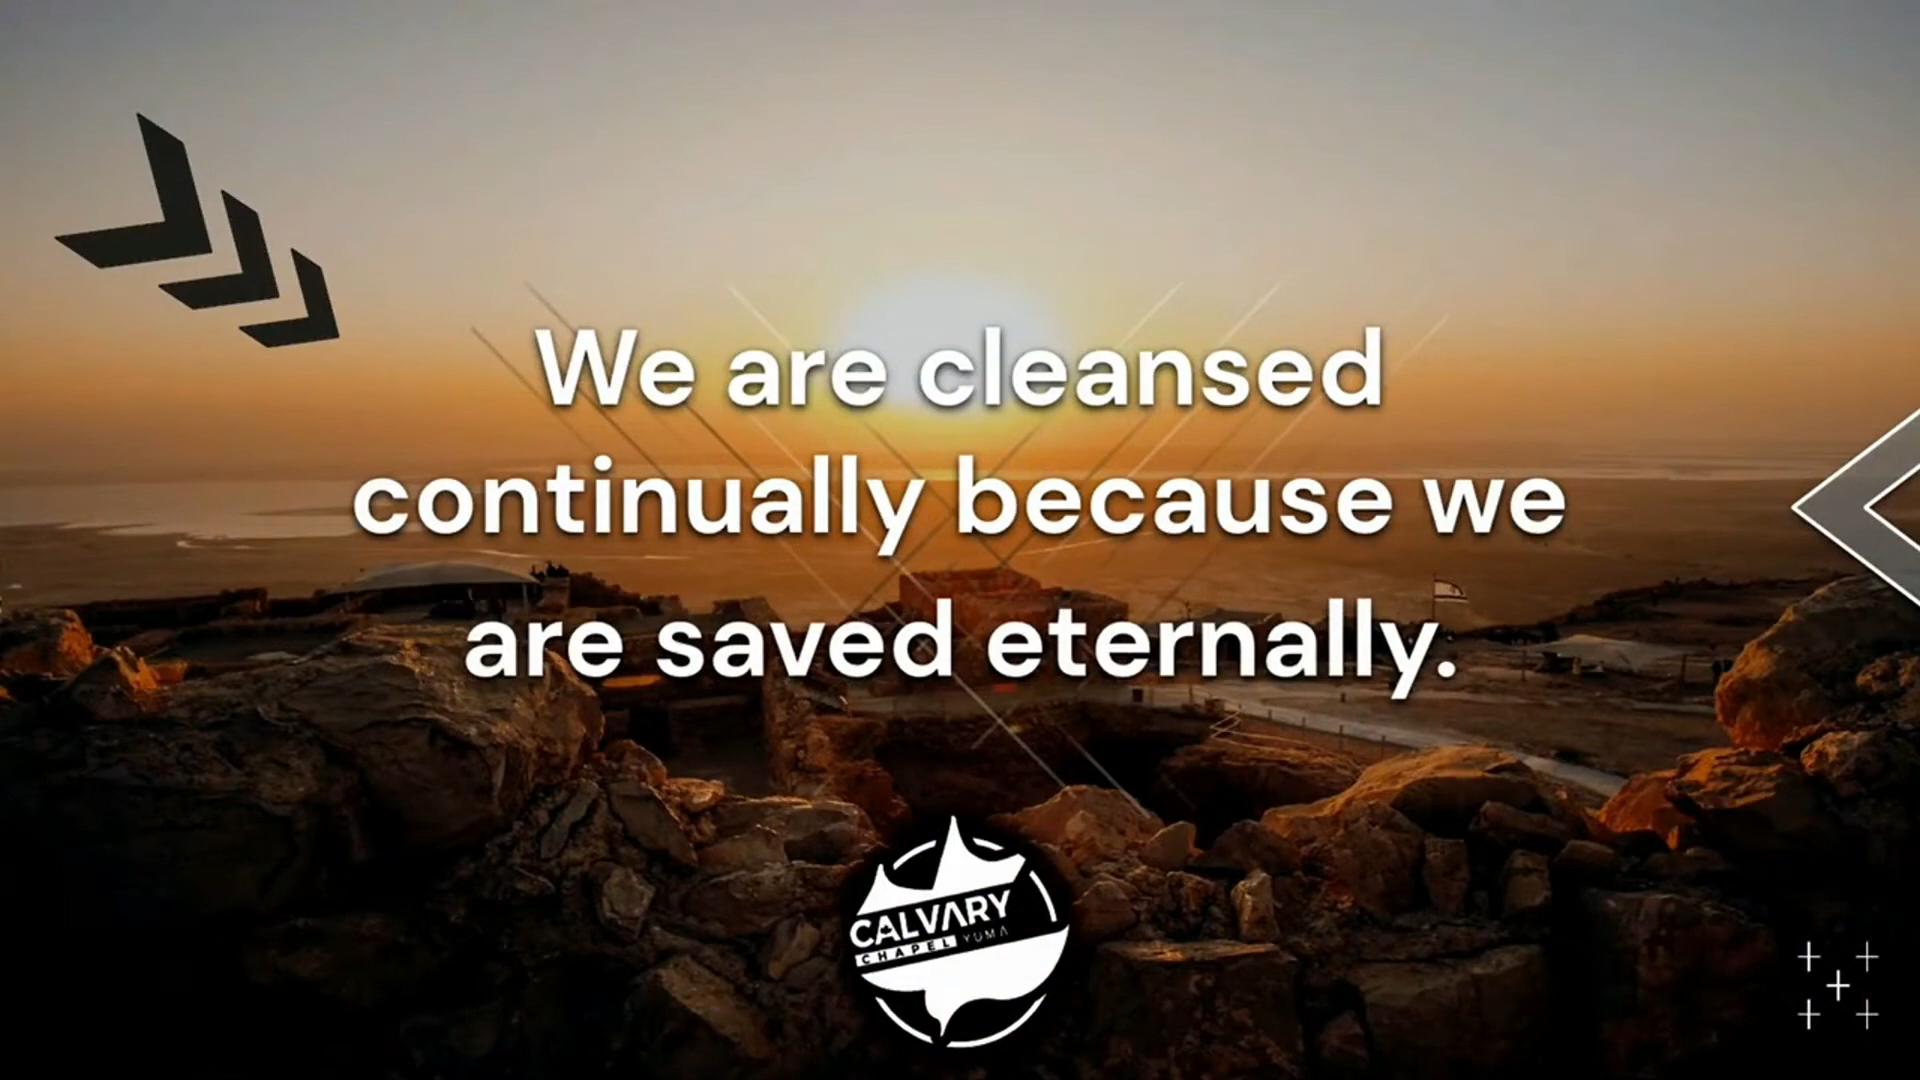 We are cleansed
continually because we
are saved eternally.
CALVARY
CHAPEL YUMA